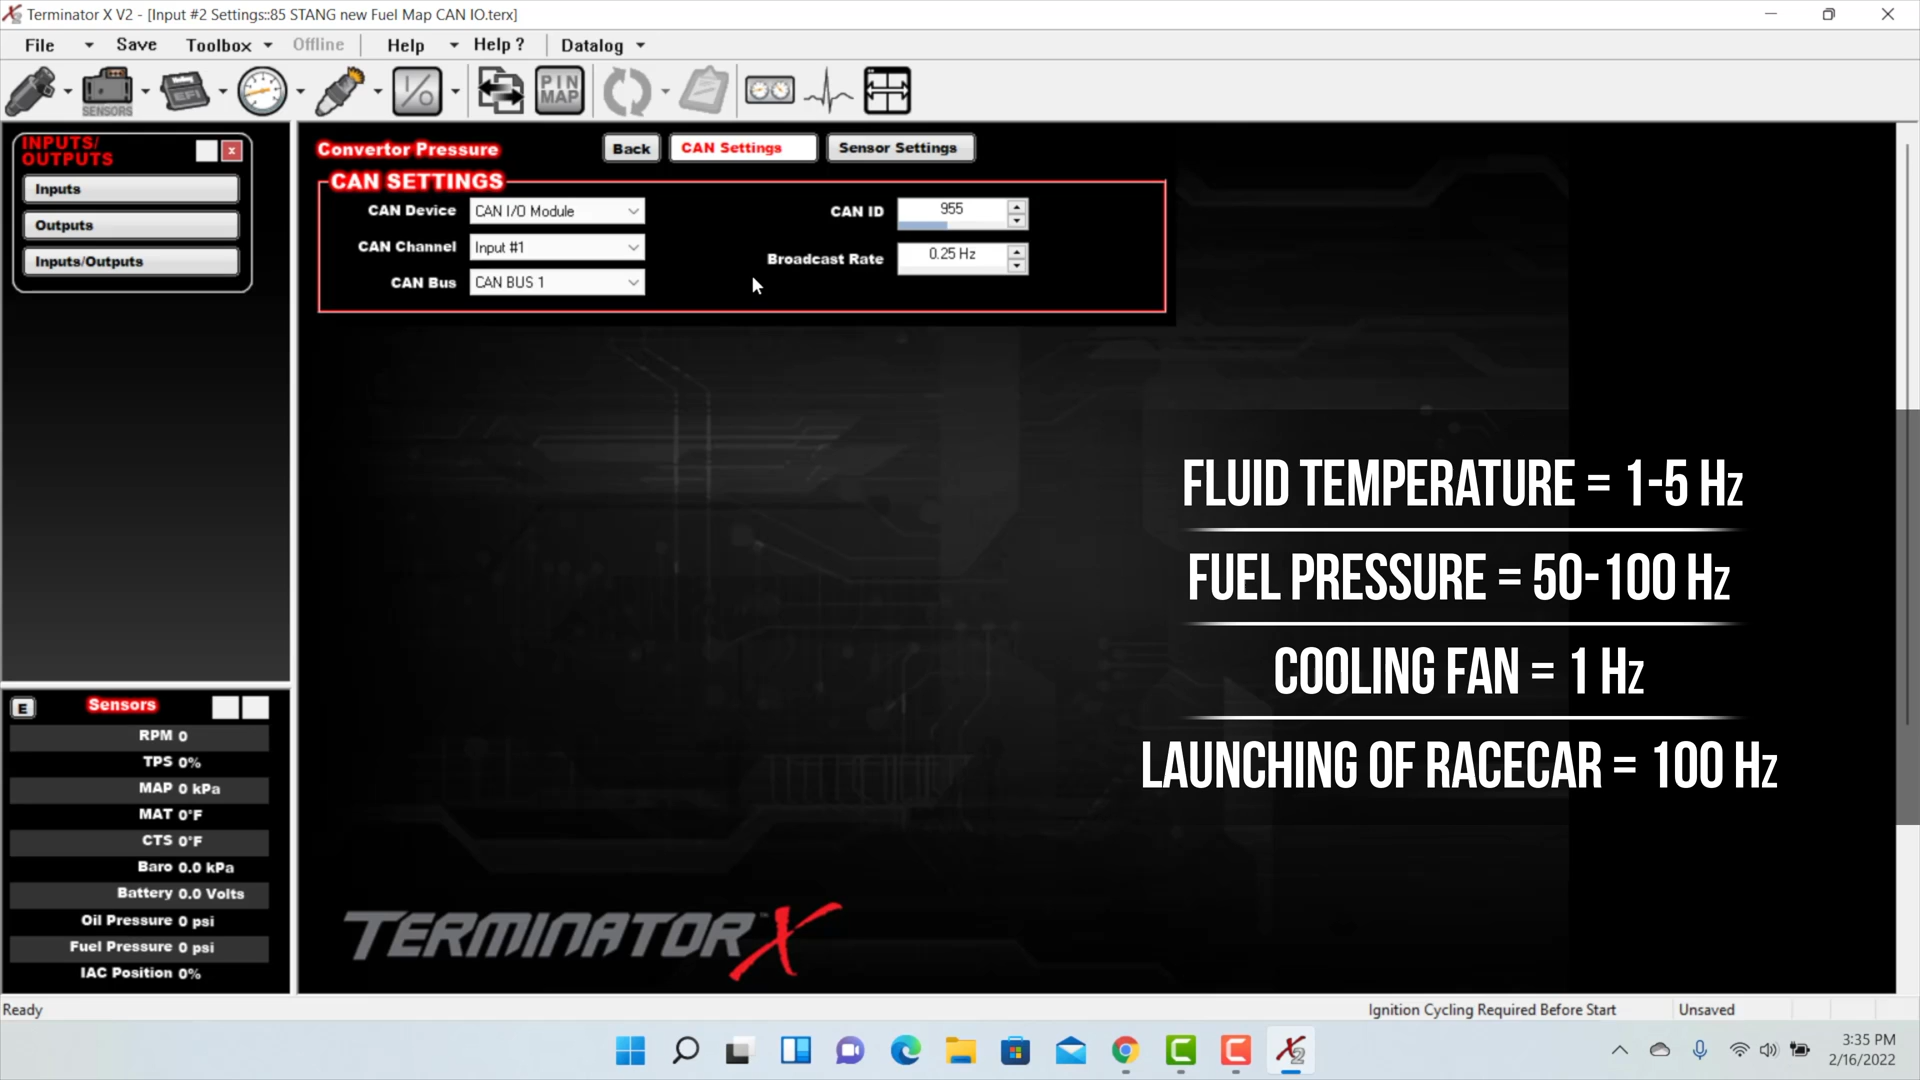 Terminator X V2 - [Input #2 Settings::85 STANG new Fuel Map CAN IO.terx]
File Save Toolbox Offline Help Help ? Datalog
SENSORS EFI I/O PIN MAP
INPUTS/
OUTPUTS
x
Inputs
Outputs
Inputs/Outputs
Convertor Pressure Back CAN Settings Sensor Settings
CAN SETTINGS
CAN Device CAN I/O Module CAN ID 955
CAN Channel Input #1 Broadcast Rate 0.25 Hz
CAN Bus CAN BUS 1
FLUID TEMPERATURE = 1-5 Hz
FUEL PRESSURE = 50-100 Hz
COOLING FAN = 1 Hz
LAUNCHING OF RACECAR = 100 Hz
E Sensors
RPM 0
TPS 0%
MAP 0 kPa
MAT 0°F
CTS 0°F
Baro 0.0 kPa
Battery 0.0 Volts
Oil Pressure 0 psi
Fuel Pressure 0 psi
IAC Position 0%
TERMINATOR X
Ready Ignition Cycling Required Before Start Unsaved
3:35 PM
2/16/2022